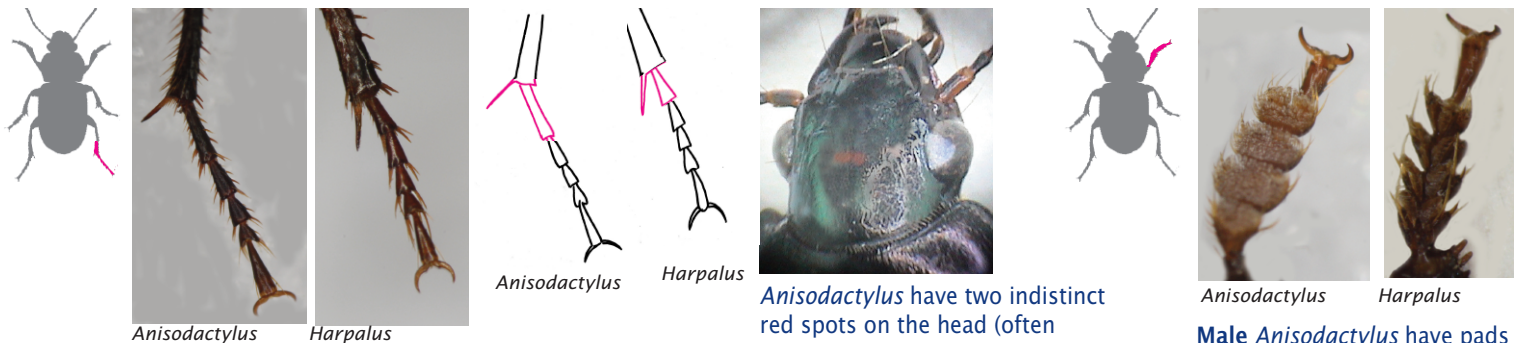 Anisodactylus
Harpalus
Anisodactylus
Harpalus
Anisodactylus have two indistinct
red spots on the head (often
Anisodactylus
Harpalus
Male Anisodactylus have pads